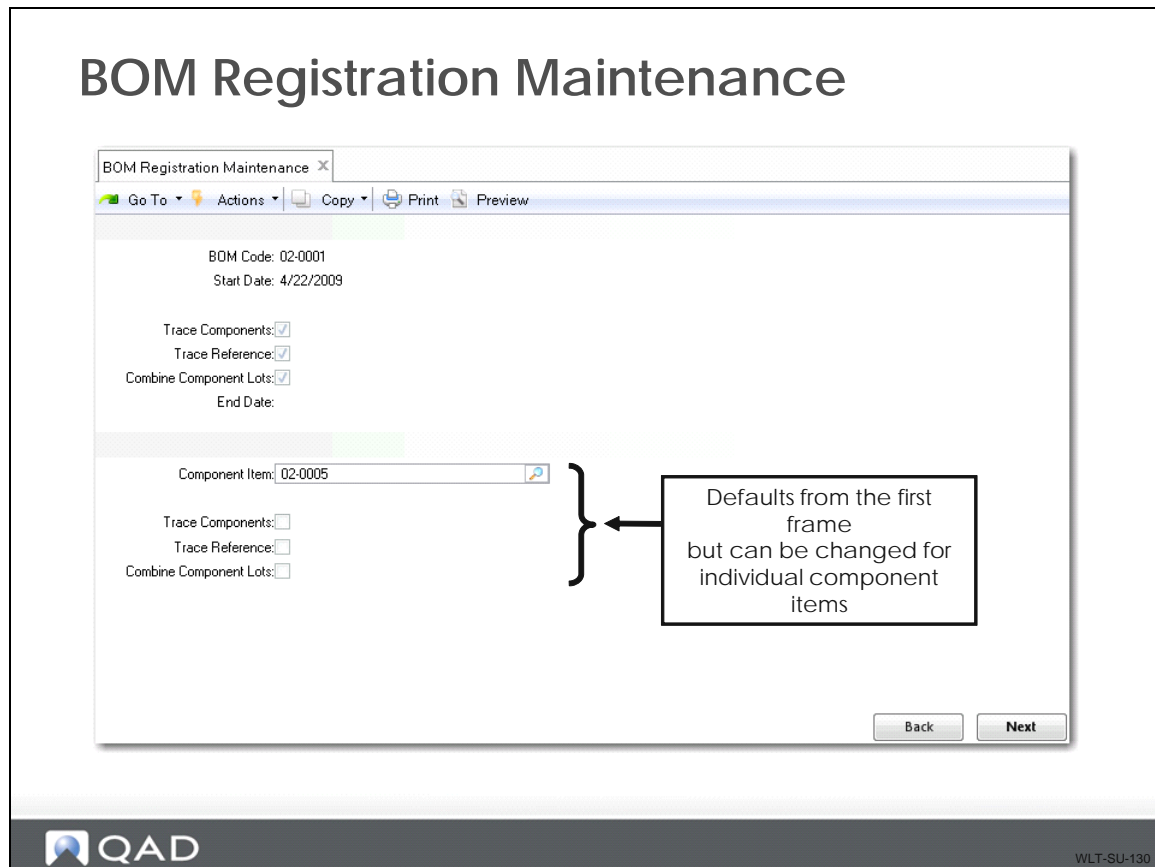 BOM Registration Maintenance
BOM Registration Maintenance
Go To Actions Copy Print Preview
BOM Code: 02-0001
Start Date: 4/22/2009
Trace Components:
Trace Reference:
Combine Component Lots:
End Date:
Component Item: 02-0005
Trace Components:
Trace Reference:
Combine Component Lots:
Defaults from the first
frame
but can be changed for
individual component
items
Back Next
QAD
WLT-SU-130